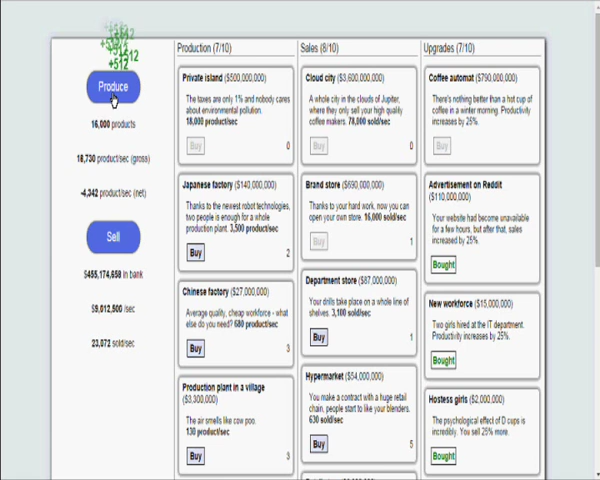 +512
+512
Produce
16,000 products
18,730 product/sec (gross)
-4,342 product/sec (net)
Sell
$455,174,658 in bank
$9,012,500 /sec
23,072 sold/sec
Production (7/10)
Private island ($500,000,000)
The taxes are only 1% and nobody cares
about environmental pollution.
18,000 product/sec
Buy
0
Japanese factory ($140,000,000)
Thanks to the newest robot technologies,
two people is enough for a whole
production plant. 3,500 product/sec
Buy
2
Chinese factory ($27,000,000)
Average quality, cheap workforce - what
else do you need? 680 product/sec
Buy
3
Production plant in a village
($3,300,000)
The air smells like cow poo.
130 product/sec
Buy
3
Sales (8/10)
Cloud city ($3,600,000,000)
A whole city in the clouds of Jupiter,
where they only sell your high quality
coffee makers. 78,000 sold/sec
Buy
0
Brand store ($690,000,000)
Thanks to your hard work, now you can
open your own store. 16,000 sold/sec
Buy
1
Department store ($87,000,000)
Your drills take place on a whole line of
shelves. 3,100 sold/sec
Buy
1
Hypermarket ($54,000,000)
You make a contract with a huge retail
chain, people start to like your blenders.
630 sold/sec
Buy
5
Upgrades (7/10)
Coffee automat ($790,000,000)
There's nothing better than a hot cup of
coffee in a winter morning. Productivity
increases by 25%.
Buy
Advertisement on Reddit
($110,000,000)
Your website had become unavailable
for a few hours, but after that, sales
increased by 25%.
Bought
New workforce ($15,000,000)
Two girls hired at the IT department.
Productivity increases by 25%.
Bought
Hostess girls ($2,000,000)
The psychological effect of D cups is
incredibly. You sell 25% more.
Bought